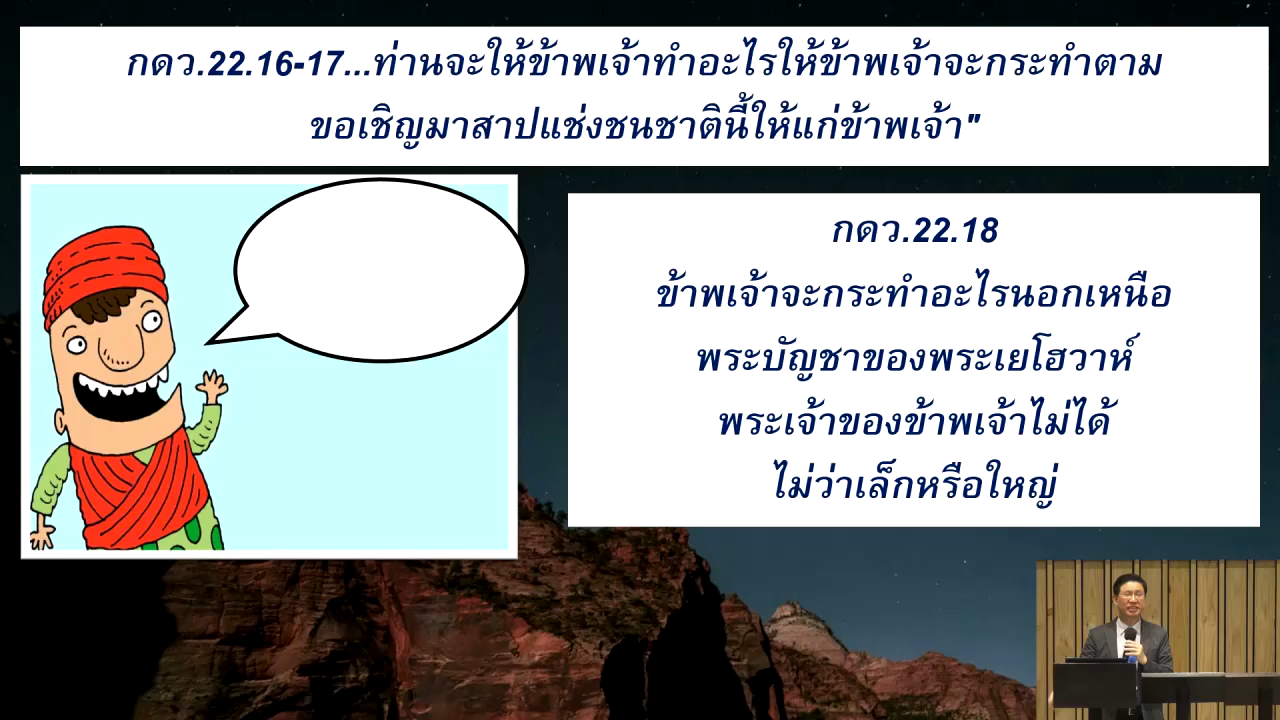 กดว.22.16-17...ท่านจะให้ข้าพเจ้าทำอะไรให้ข้าพเจ้าจะกระทำตาม
ขอเชิญมาสาปแช่งชนชาตินี้ให้แก่ข้าพเจ้า"
กดว.22.18
ข้าพเจ้าจะกระทำอะไรนอกเหนือ
พระบัญชาของพระเยโฮวาห์
พระเจ้าของข้าพเจ้าไม่ได้
ไม่ว่าเล็กหรือใหญ่